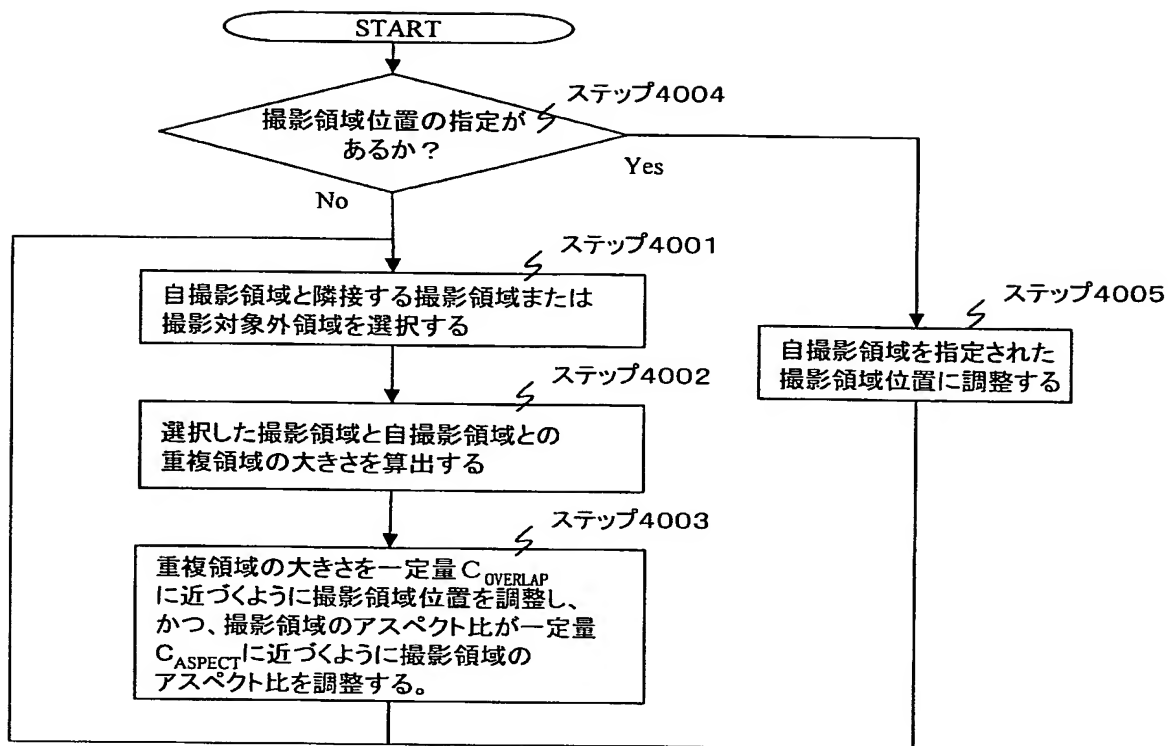 START
ステップ4004
撮影領域位置の指定が
あるか？
Yes
No
ステップ4001
自撮影領域と隣接する撮影領域または
撮影対象外領域を選択する
ステップ4005
自撮影領域を指定された
撮影領域位置に調整する
ステップ4002
選択した撮影領域と自撮影領域との
重複領域の大きさを算出する
ステップ4003
重複領域の大きさを一定量COVERLAP
に近づくように撮影領域位置を調整し、
かつ、撮影領域のアスペクト比が一定量
CASPECTに近づくように撮影領域の
アスペクト比を調整する。